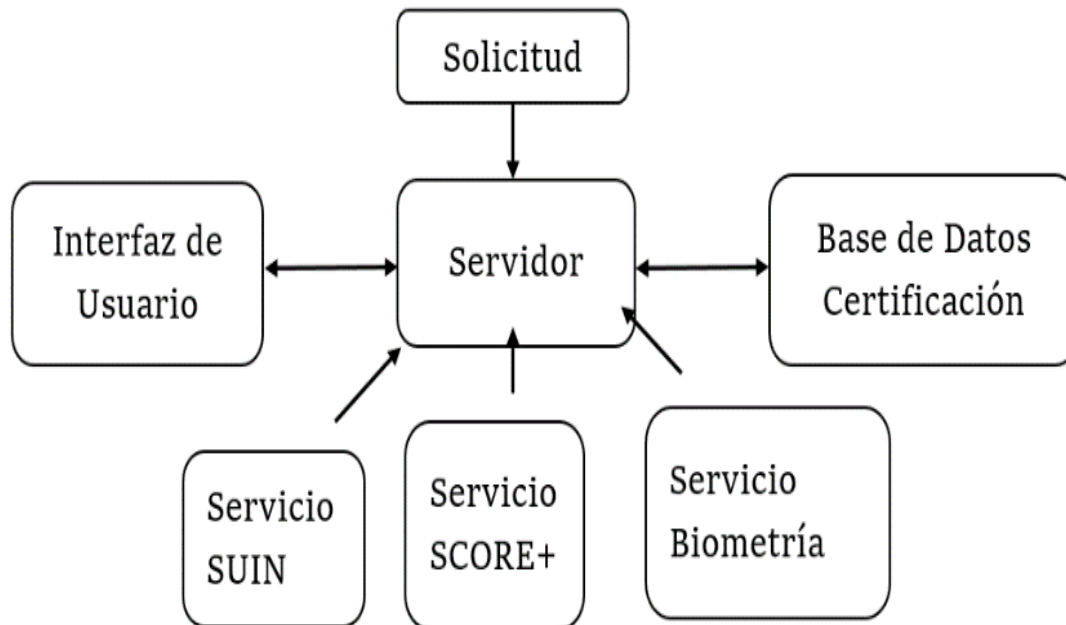 Solicitud
Interfaz de
Usuario
Servidor
Base de Datos
Certificación
Servicio
SUIN
Servicio
SCORE+
Servicio
Biometría